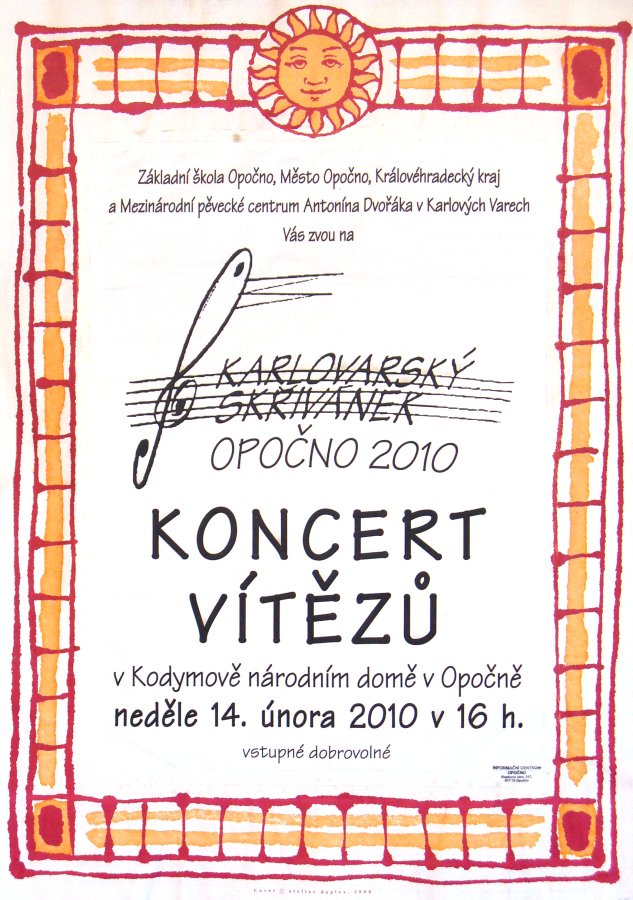 Základní škola Opočno, Město Opočno, Královéhradecký kraj
a Mezinárodní pěvecké centrum Antonína Dvořáka v Karlových Varech
Vás zvou na
KARLOVARSKÝ
SKŘIVÁNEK
OPOČNO 2010
KONCERT
VÍTĚZŮ
v Kodymově národním domě v Opočně
neděle 14. února 2010 v 16 h.
vstupné dobrovolné
INFORMAČNÍ CENTRUM
OPOČNO